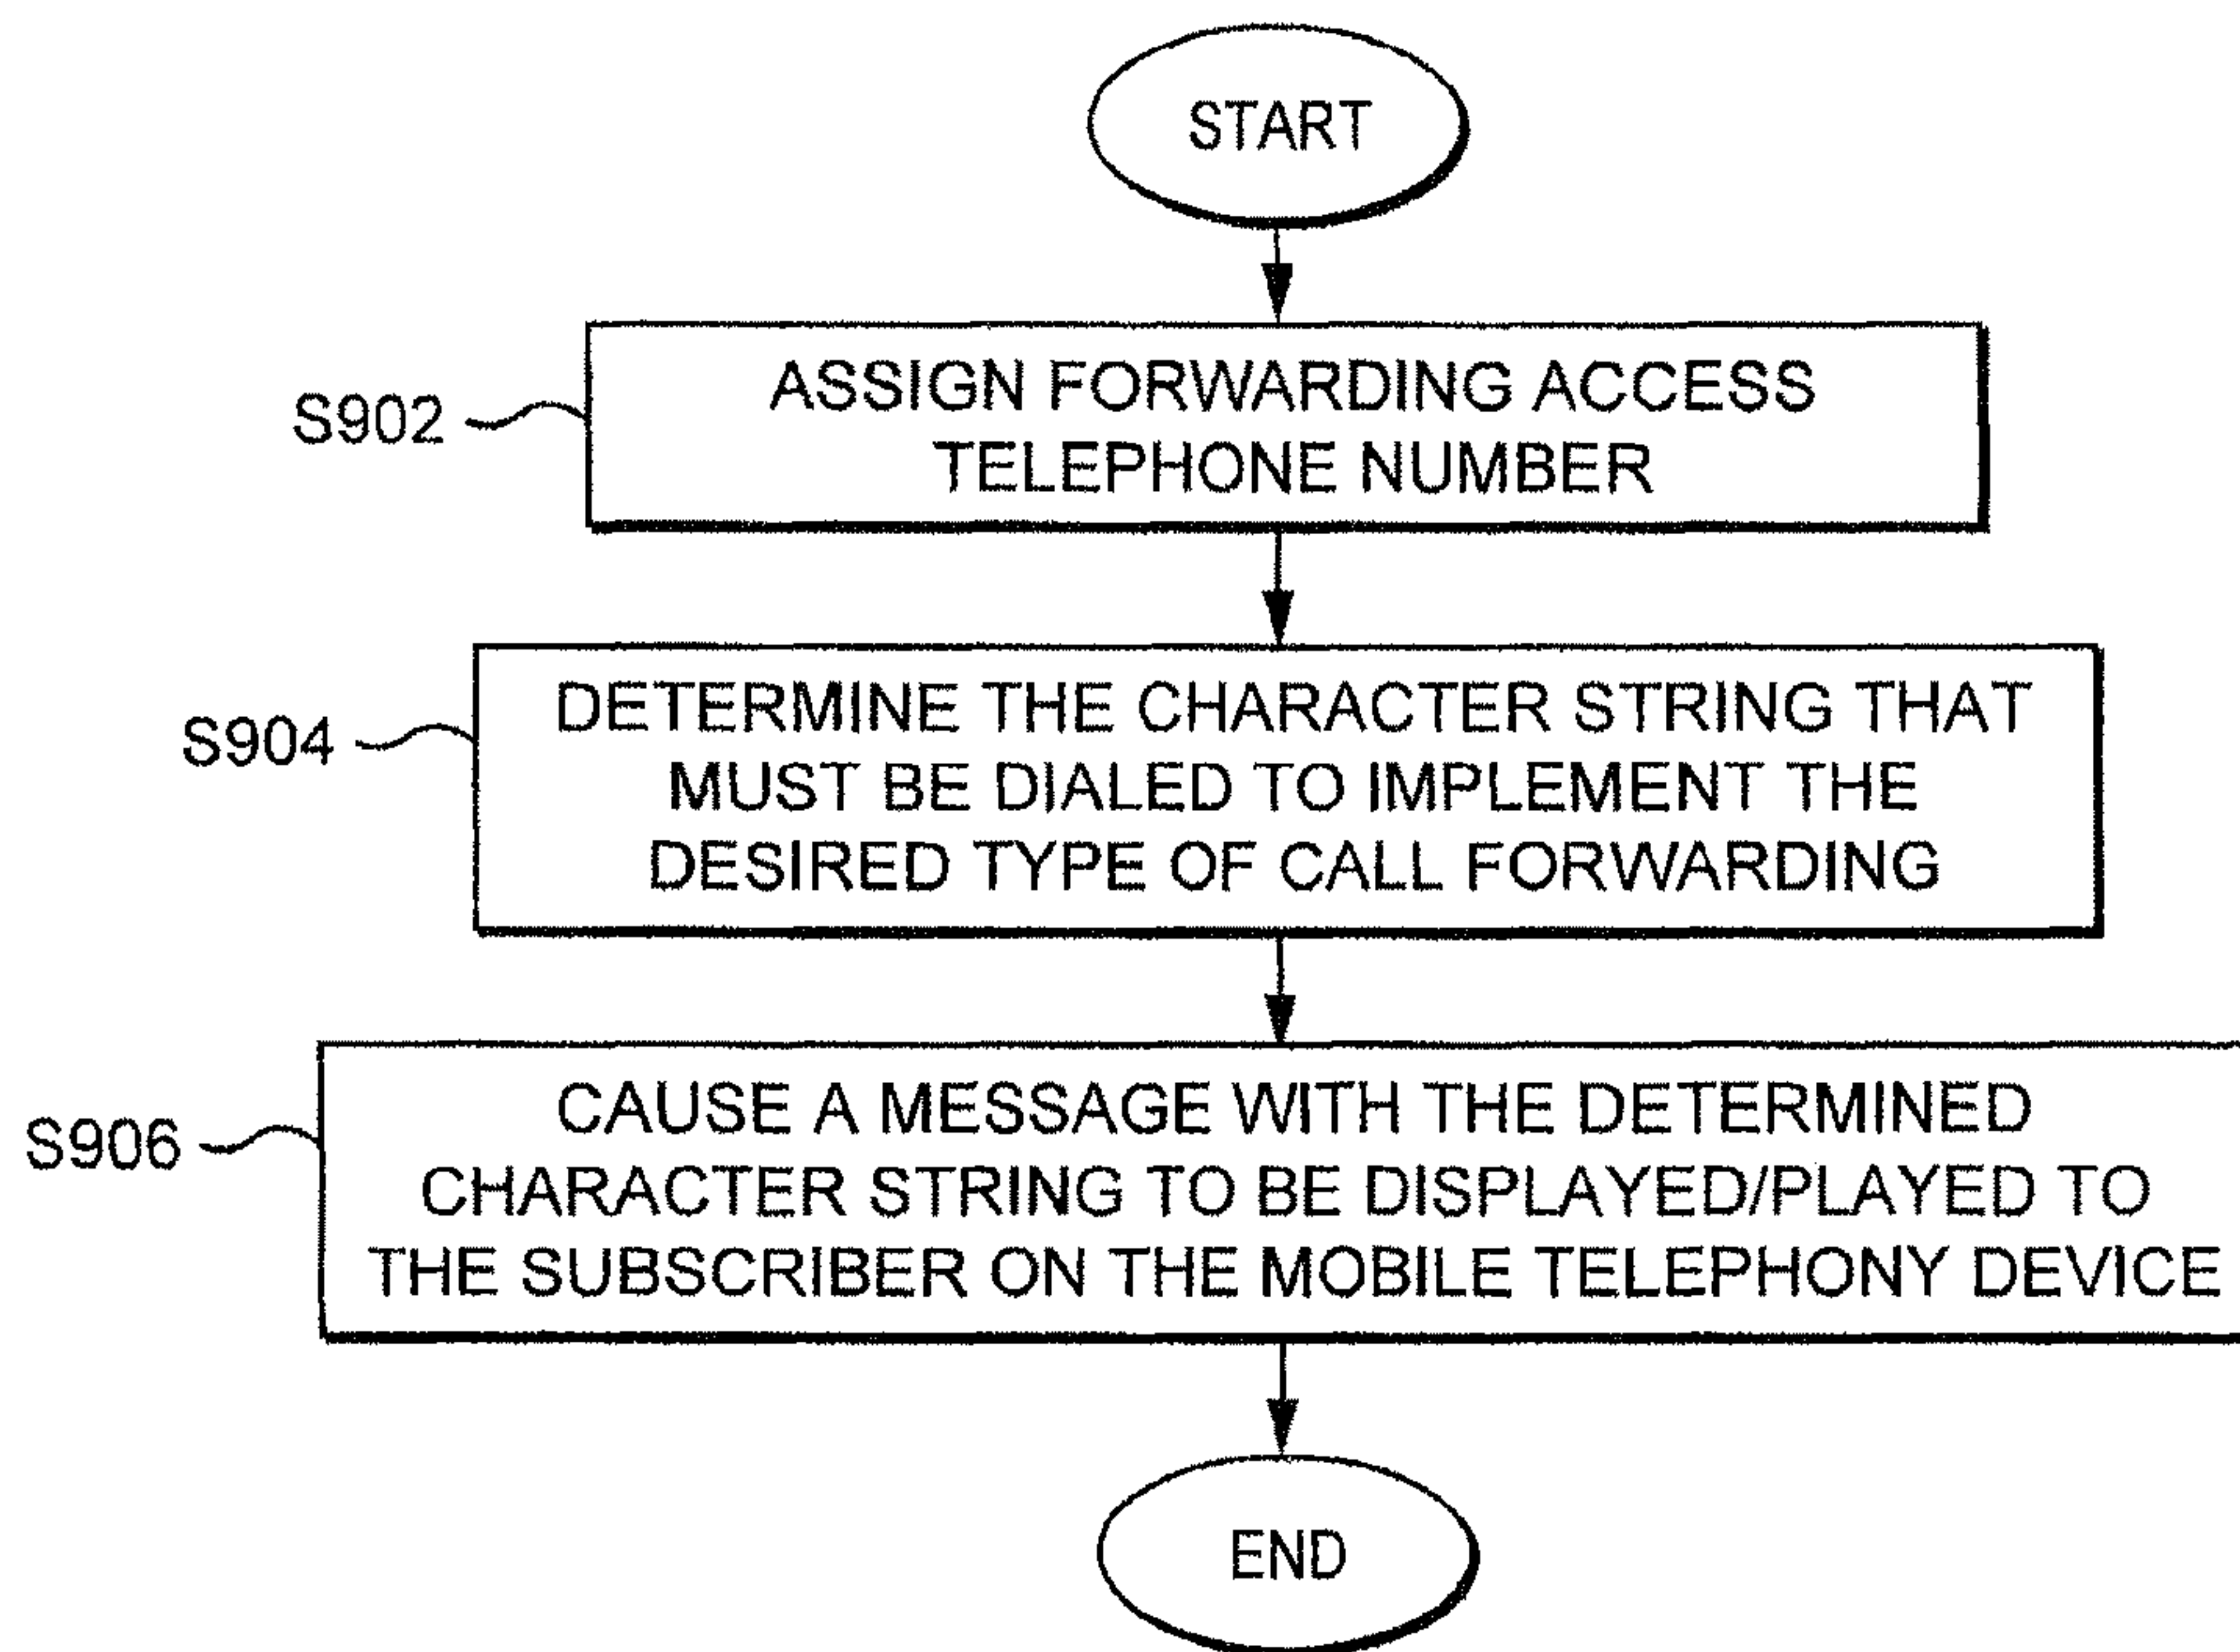 START
S902
ASSIGN FORWARDING ACCESS
TELEPHONE NUMBER
S904
DETERMINE THE CHARACTER STRING THAT
MUST BE DIALED TO IMPLEMENT THE
DESIRED TYPE OF CALL FORWARDING
S906
CAUSE A MESSAGE WITH THE DETERMINED
CHARACTER STRING TO BE DISPLAYED/PLAYED TO
THE SUBSCRIBER ON THE MOBILE TELEPHONY DEVICE
END